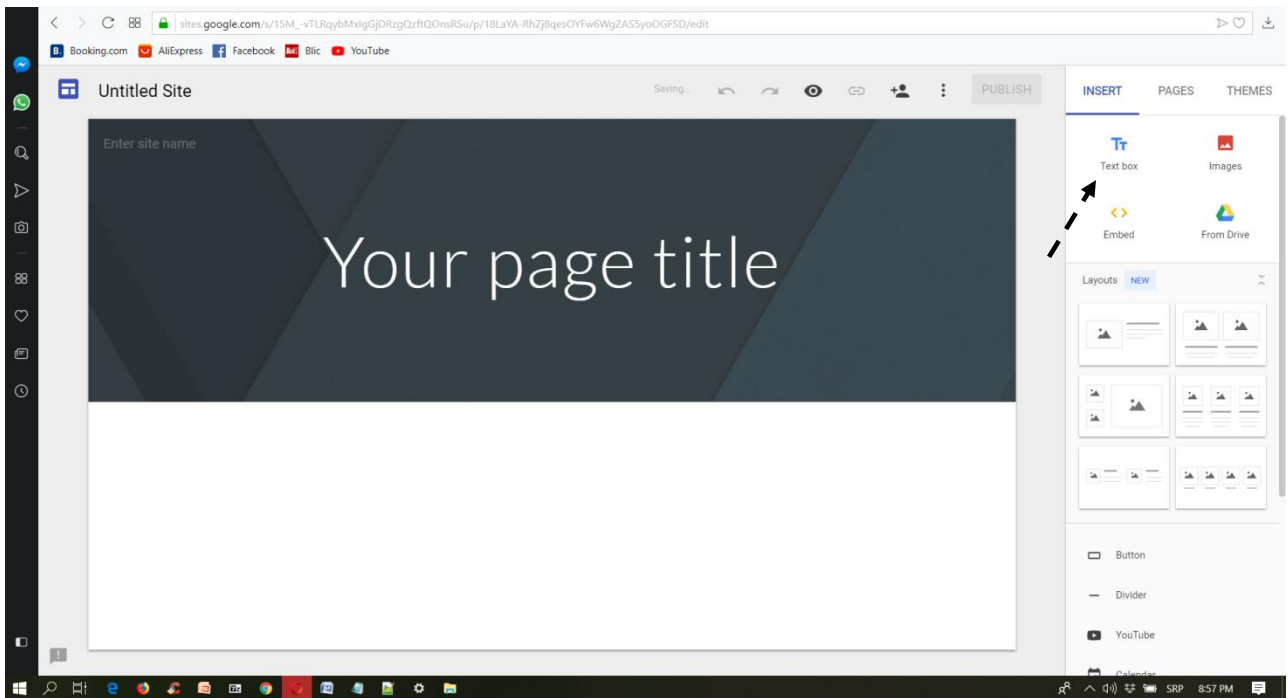 sites.google.com/s/15M_-vTLRqybMxIgGjDRzgQzftQOnsRSu/p/18LaYA-RhZj8qesOYFw6WgZAS5yoOGFSD/edit
B. Booking.com AliExpress Facebook Blic YouTube
Untitled Site Saving... PUBLISH INSERT PAGES THEMES
Enter site name
Your page title
Text box Images
Embed From Drive
Layouts NEW
Button
Divider
YouTube
Calendar
SRP 8:57 PM